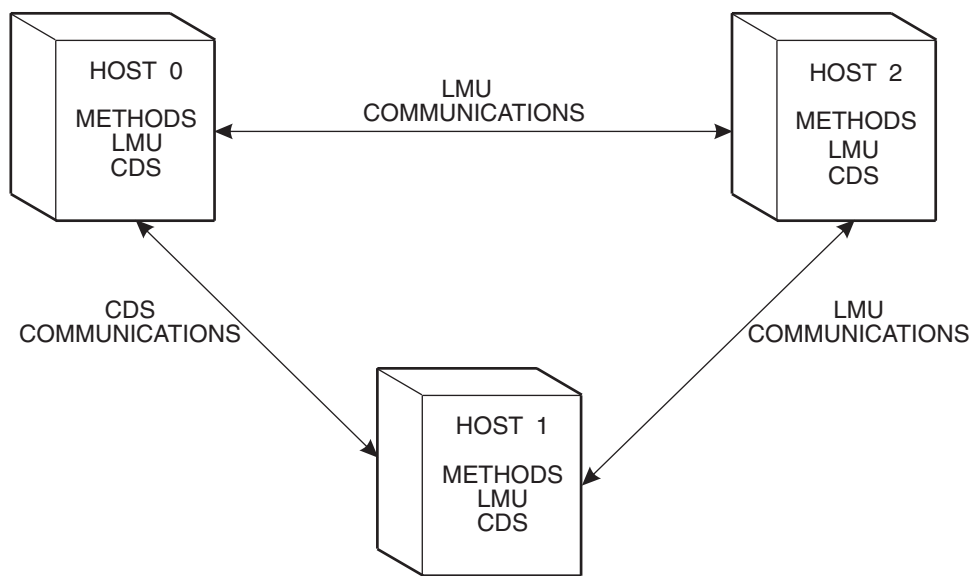 HOST 0
METHODS
LMU
CDS
LMU
COMMUNICATIONS
HOST 2
METHODS
LMU
CDS
CDS
COMMUNICATIONS
LMU
COMMUNICATIONS
HOST 1
METHODS
LMU
CDS